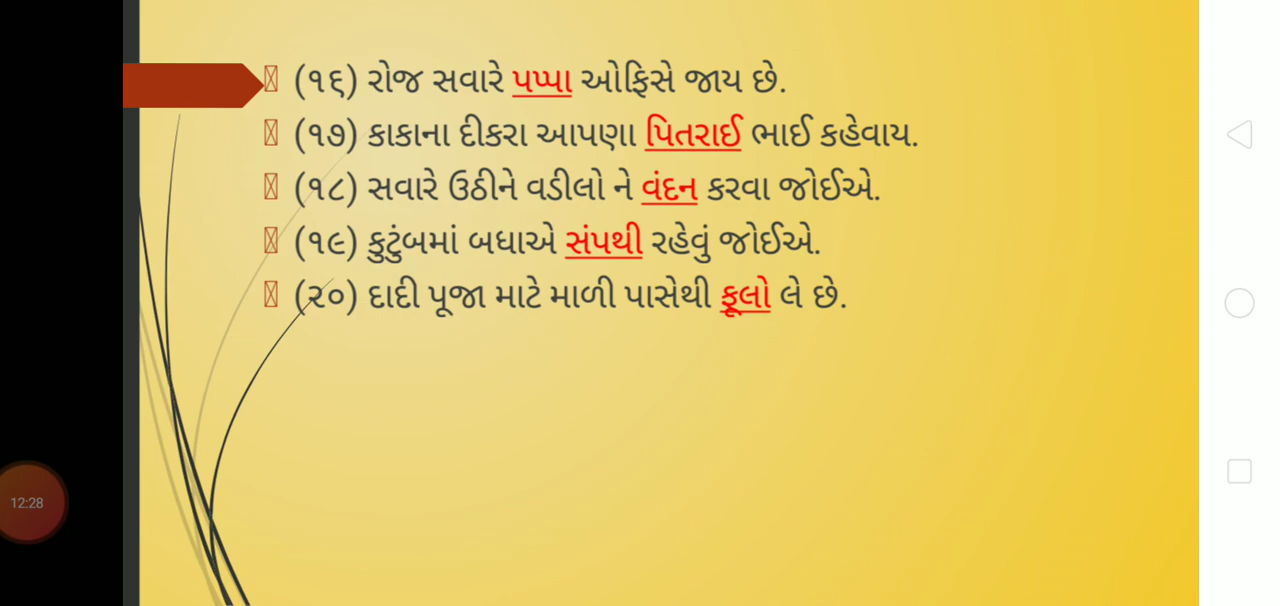 (૧૬) રોજ સવારે પપ્પા ઓફિસે જાય છે.
(૧૭) કાકાના દીકરા આપણા પિતરાઈ ભાઈ કહેવાય.
(૧૮) સવારે ઉઠીને વડીલો ને વંદન કરવા જોઈએ.
(૧૯) કુટુંબમાં બધાએ સંપથી રહેવું જોઈએ.
(૨૦) દાદી પૂજા માટે માળી પાસેથી ફૂલો લે છે.
12:28